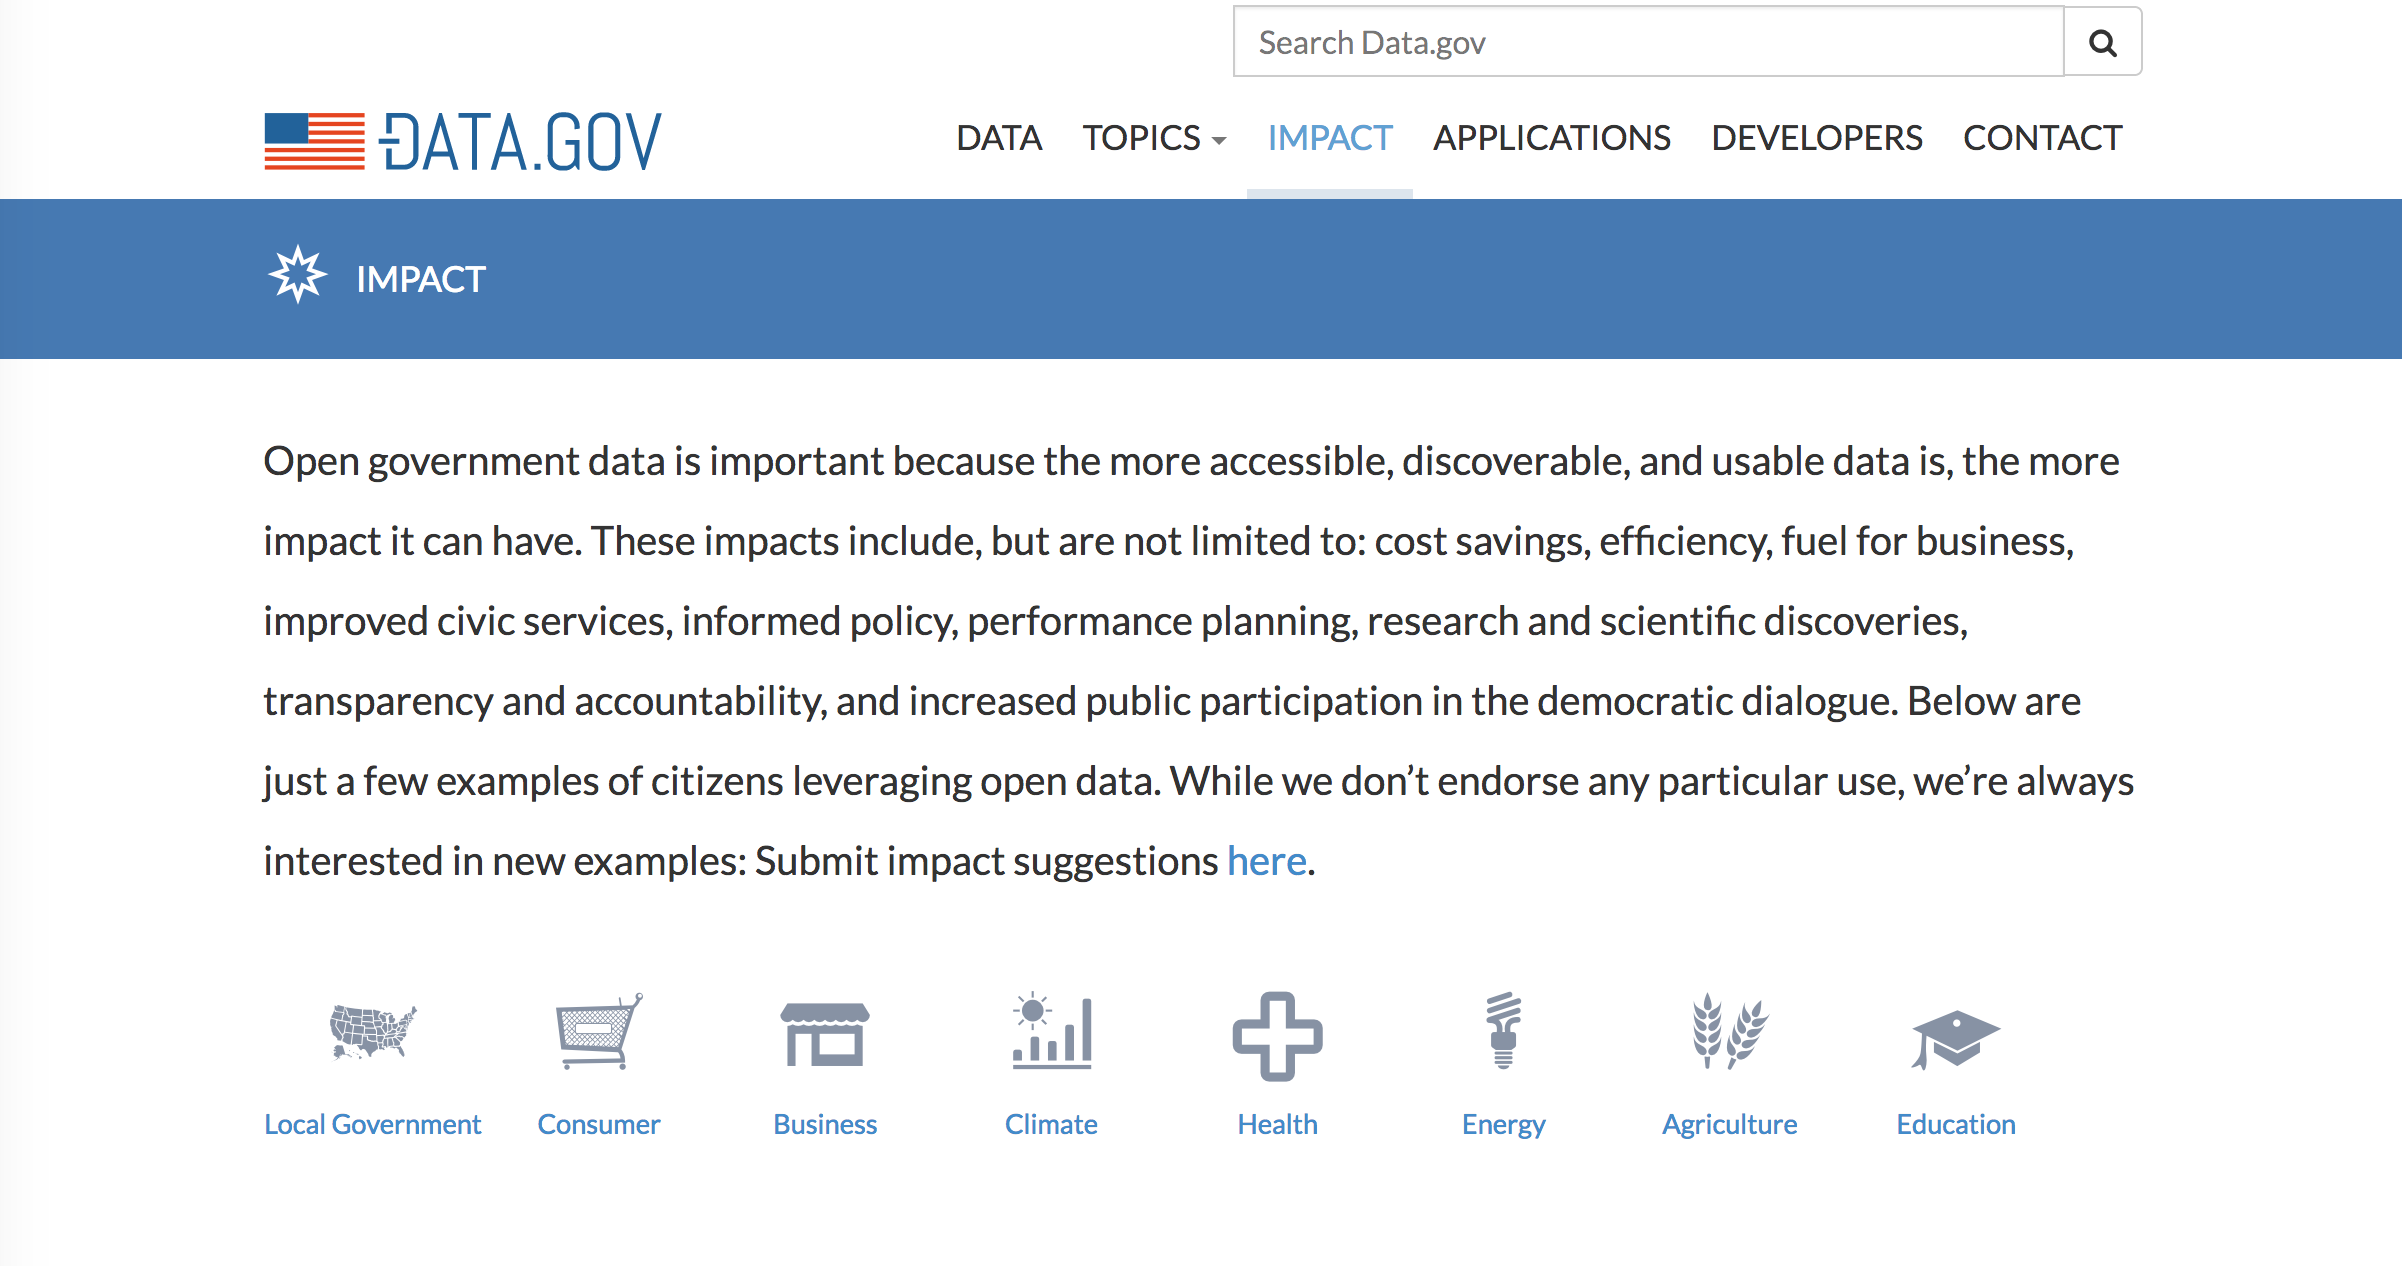 Search Data.gov
DATA.GOV
DATA TOPICS IMPACT APPLICATIONS DEVELOPERS CONTACT
IMPACT
Open government data is important because the more accessible, discoverable, and usable data is, the more
impact it can have. These impacts include, but are not limited to: cost savings, efficiency, fuel for business,
improved civic services, informed policy, performance planning, research and scientific discoveries,
transparency and accountability, and increased public participation in the democratic dialogue. Below are
just a few examples of citizens leveraging open data. While we don’t endorse any particular use, we’re always
interested in new examples: Submit impact suggestions here.
Local Government Consumer Business Climate Health Energy Agriculture Education